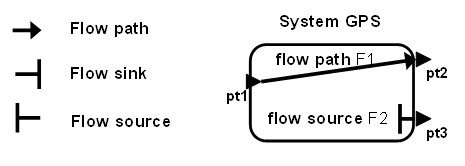 Flow path
Flow sink
Flow source
System GPS
flow path F1
pt1
pt2
flow source F2
pt3